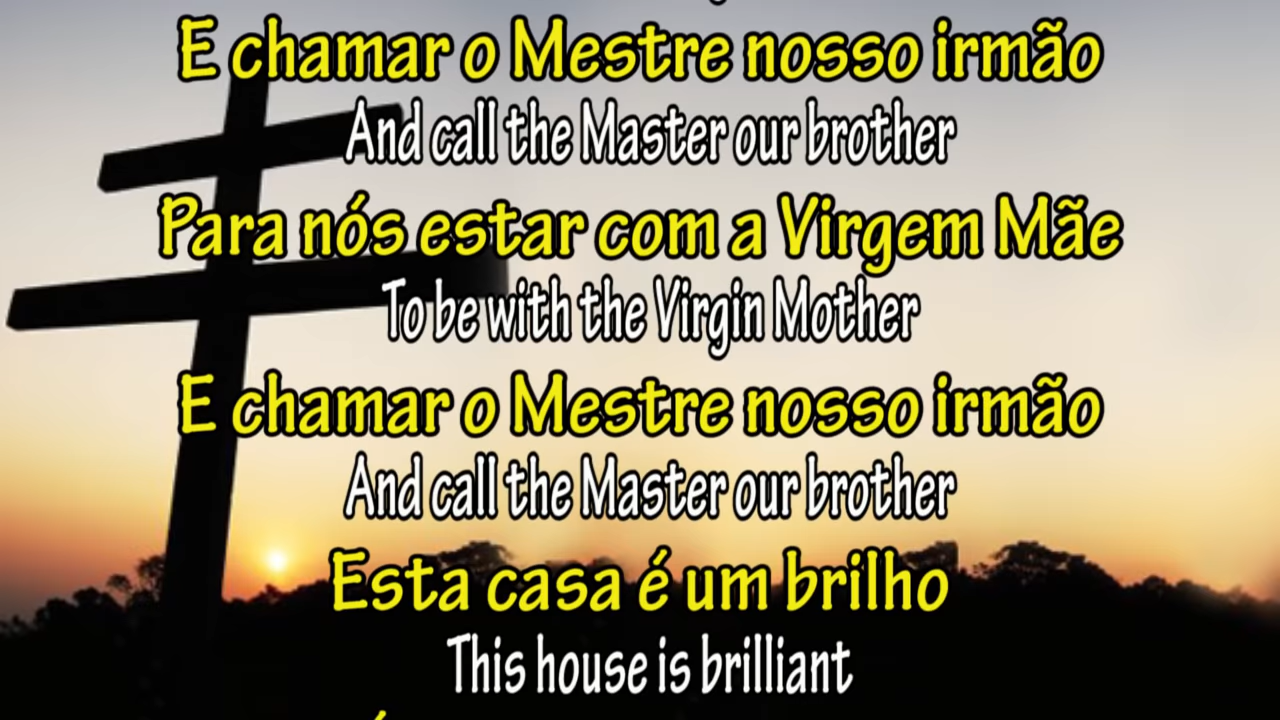 E chamar o Mestre nosso irmão
And call the Master our brother
Para nós estar com a Virgem Mãe
To be with the Virgin Mother
E chamar o Mestre nosso irmão
And call the Master our brother
Esta casa é um brilho
This house is brilliant